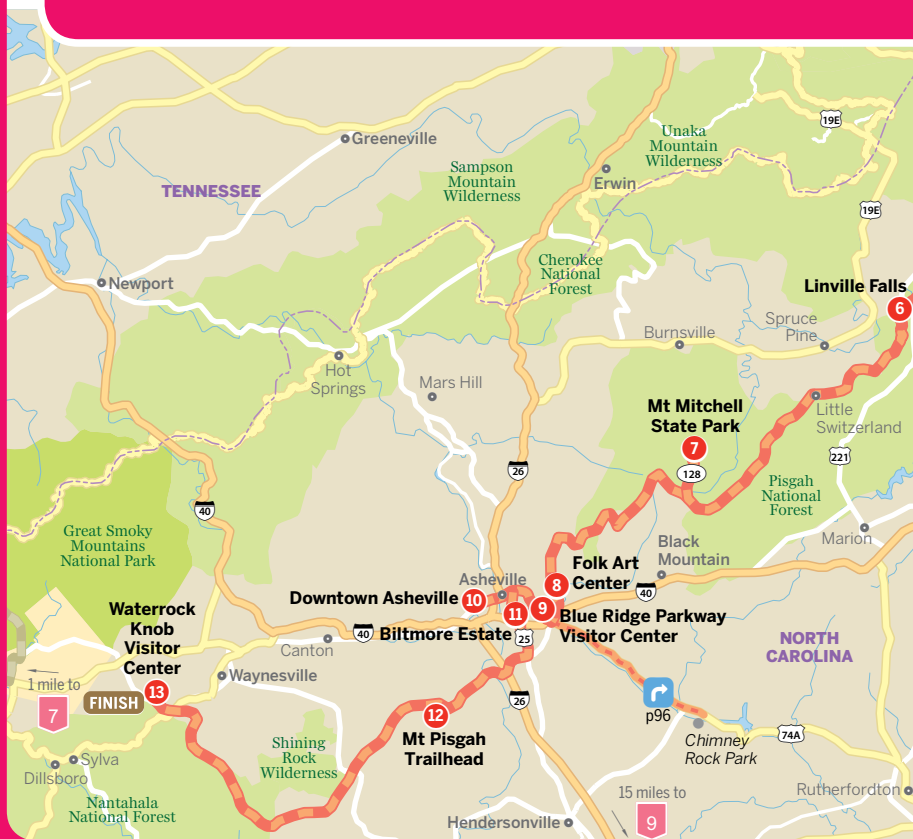 19E
Unaka
Mountain
Wilderness
Greeneville
Sampson
Mountain
Wilderness
Erwin
TENNESSEE
19E
Cherokee
National
Forest
Newport
Linville Falls
6
Spruce
Pine
Burnsville
Hot
Springs
Mars Hill
Mt Mitchell
State Park
7
128
Little
Switzerland
221
26
Pisgah
National
Forest
40
Marion
Great Smoky
Mountains
National Park
Black
Mountain
Folk Art
Center
8
40
Asheville
Downtown Asheville
10
11
9
Blue Ridge Parkway
Visitor Center
Biltmore Estate
25
40
Canton
Waterrock
Knob
Visitor
Center
NORTH
CAROLINA
Waynesville
1 mile to
7
FINISH
13
26
p96
12
Mt Pisgah
Trailhead
Chimney
Rock Park
74A
Shining
Rock
Wilderness
Sylva
Dillsboro
Nantahala
National Forest
15 miles to
9
Rutherfordton
Hendersonville